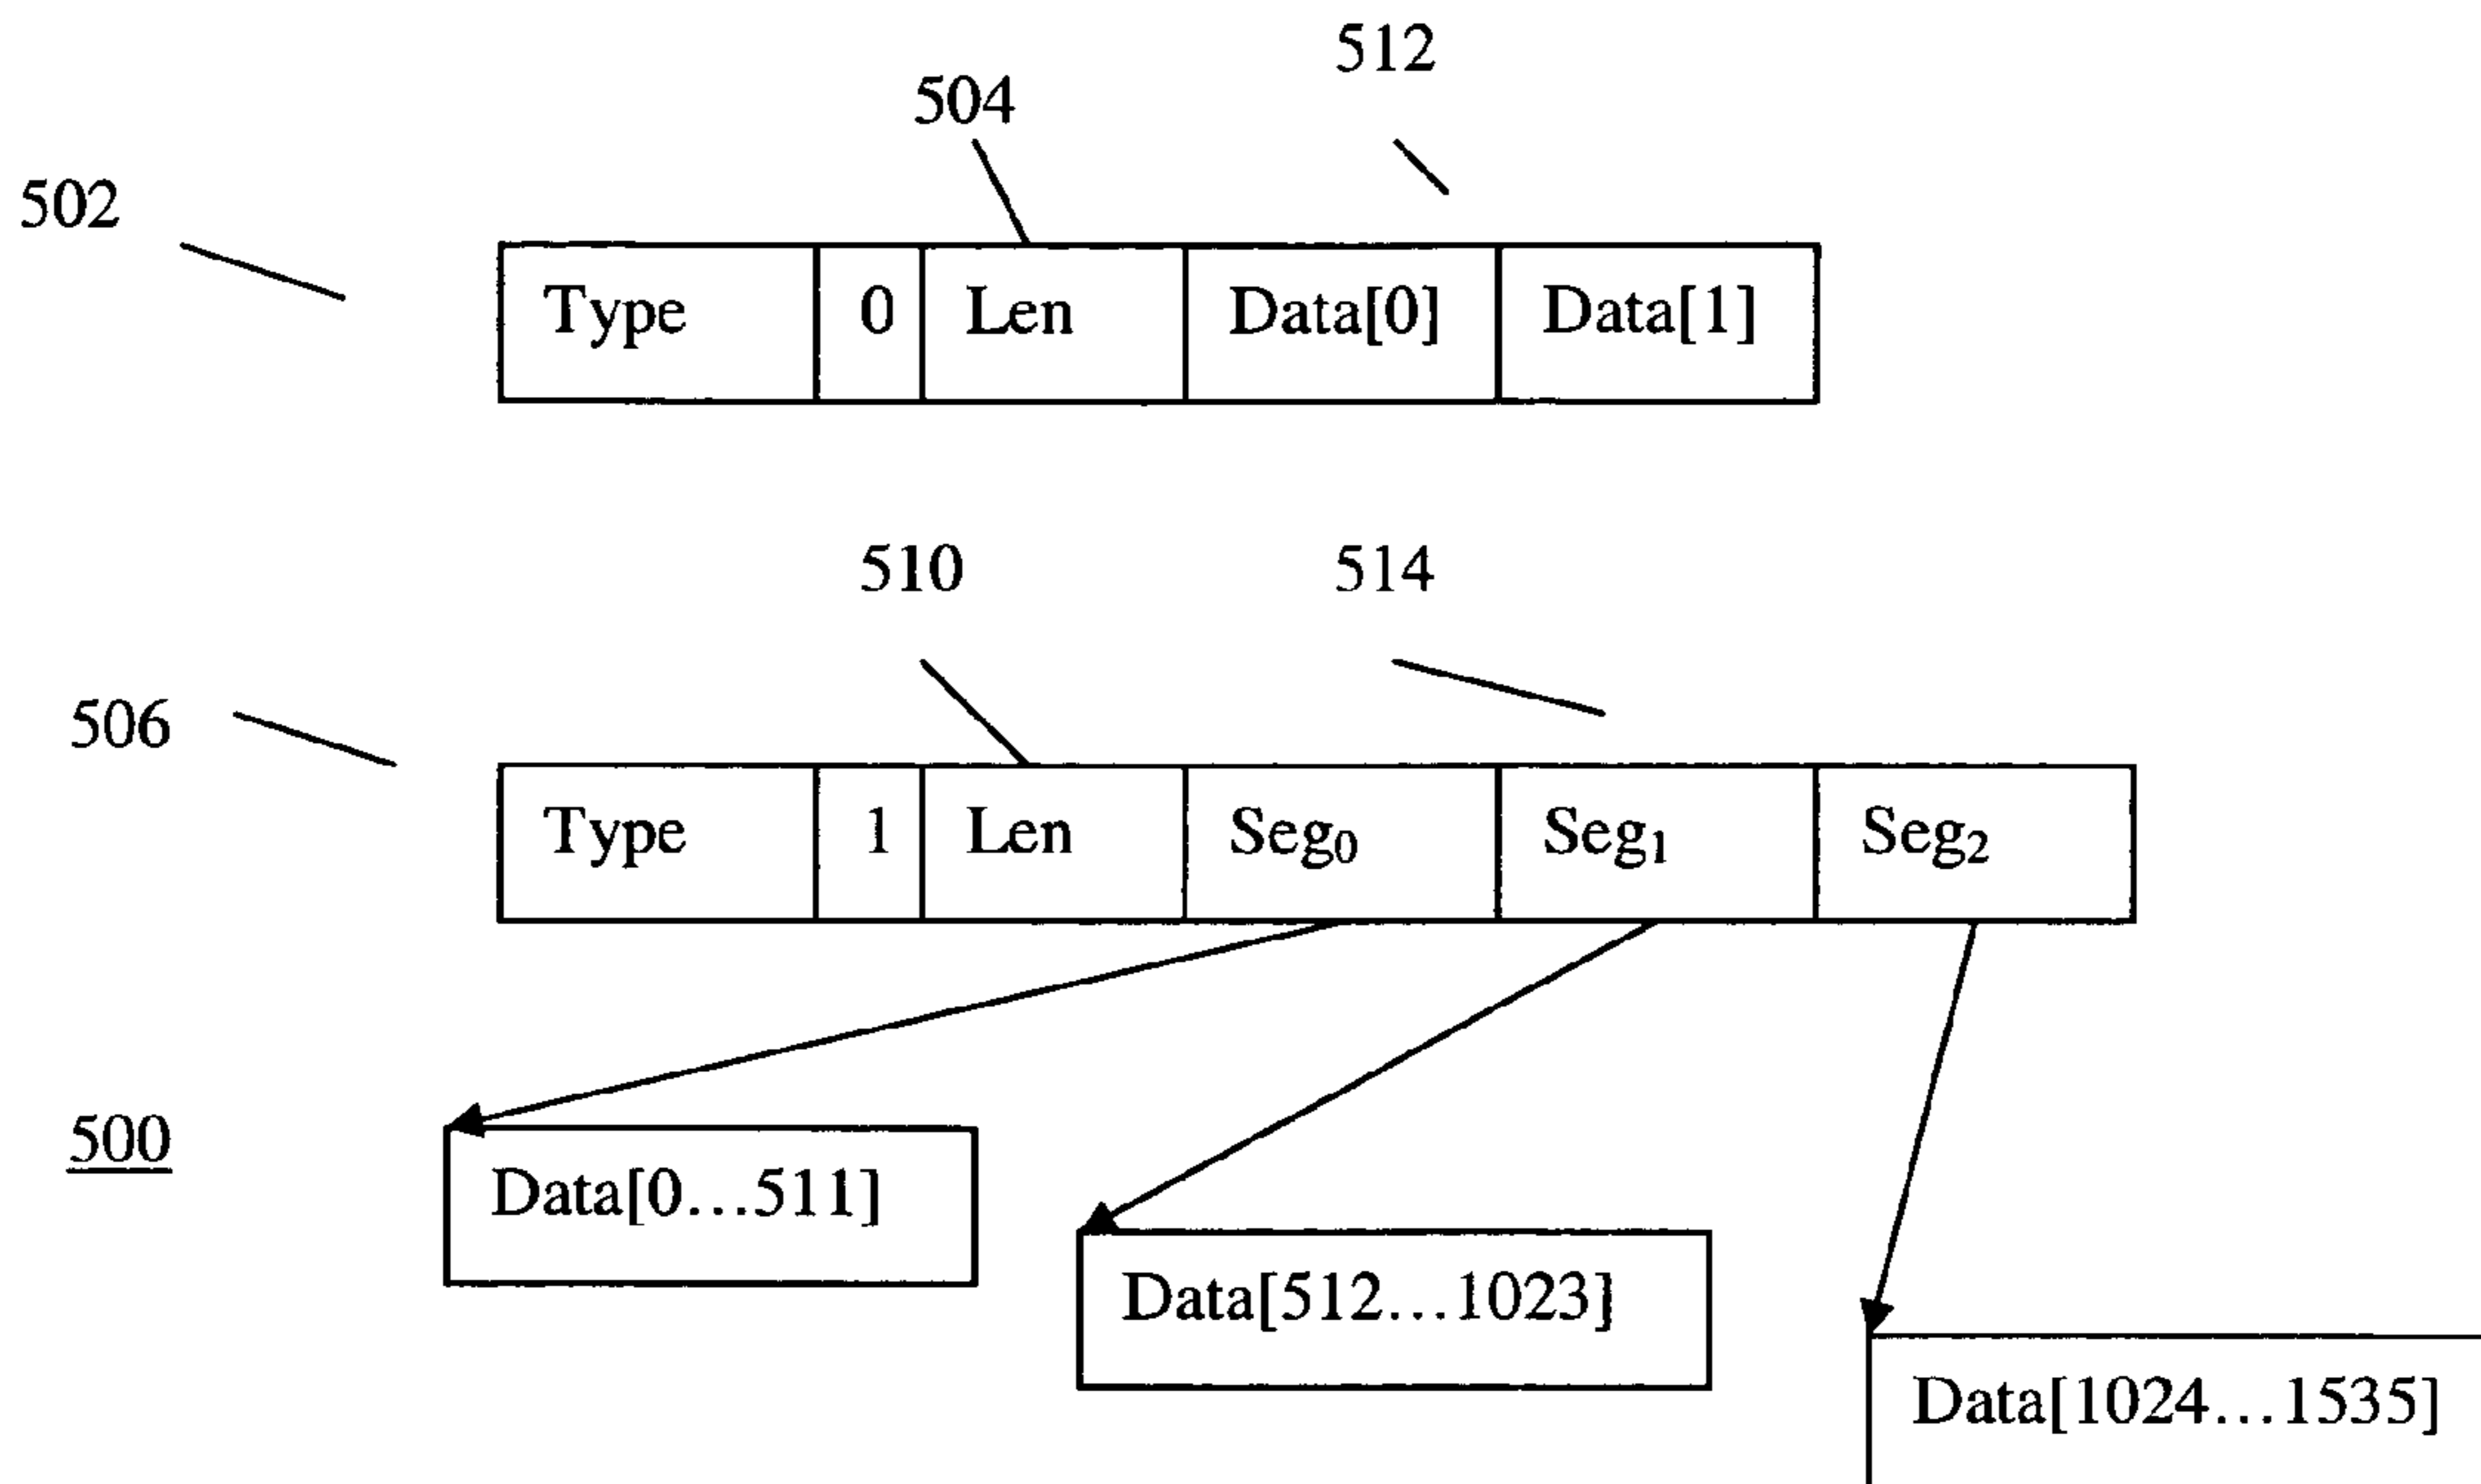 512
504
502
Type 0 Len Data[0] Data[1]
510 514
506
Type 1 Len Seg₀ Seg₁ Seg₂
500
Data[0...511]
Data[512...1023]
Data[1024...1535]